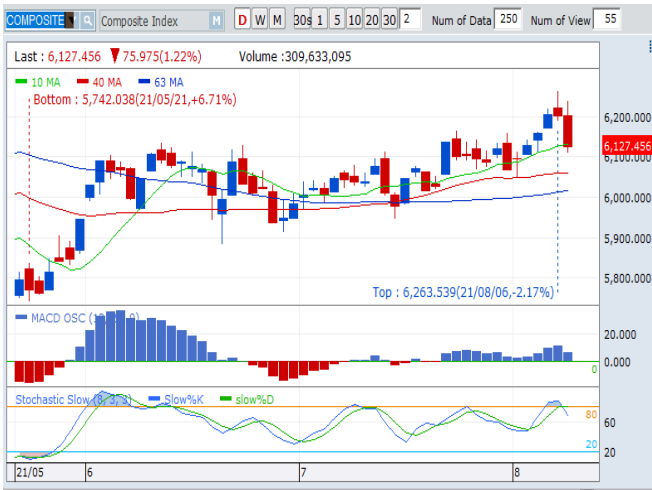 COMPOSITE Composite Index M D W M 30s 1 5 10 20 30 2 Num of Data 250 Num of View 55
Last : 6,127.456 ▼ 75.975(1.22%) Volume :309,633,095
10 MA 40 MA 63 MA
Bottom : 5,742.038(21/05/21,+6.71%)
6,200.000
6,127.456
6,100.000
6,000.000
5,900.000
5,800.000
Top : 6,263.539(21/08/06,-2.17%)
MACD OSC
20.000
0.000
0
Stochastic Slow (8, 3, 3) Slow%K slow%D
80
60
20 20
21/05 6 7 8